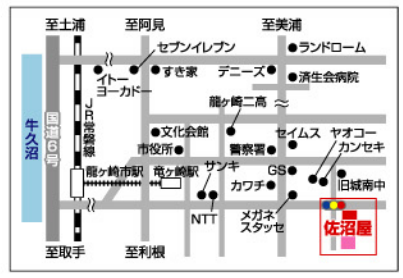 至土浦
至阿見
至美浦
セブンイレブン
ランドローム
イトー
ヨーカドー
すき家
デニーズ
済生会病院
牛久沼
国道6号
JR常磐線
龍ヶ崎二高
文化会館
セイムス
ヤオコー
カンセキ
市役所
警察署
龍ヶ崎市駅
竜ヶ崎駅
サンキ
GS
カワチ
旧城南中
NTT
メガネ
スタッセ
佐沼屋
至取手
至利根